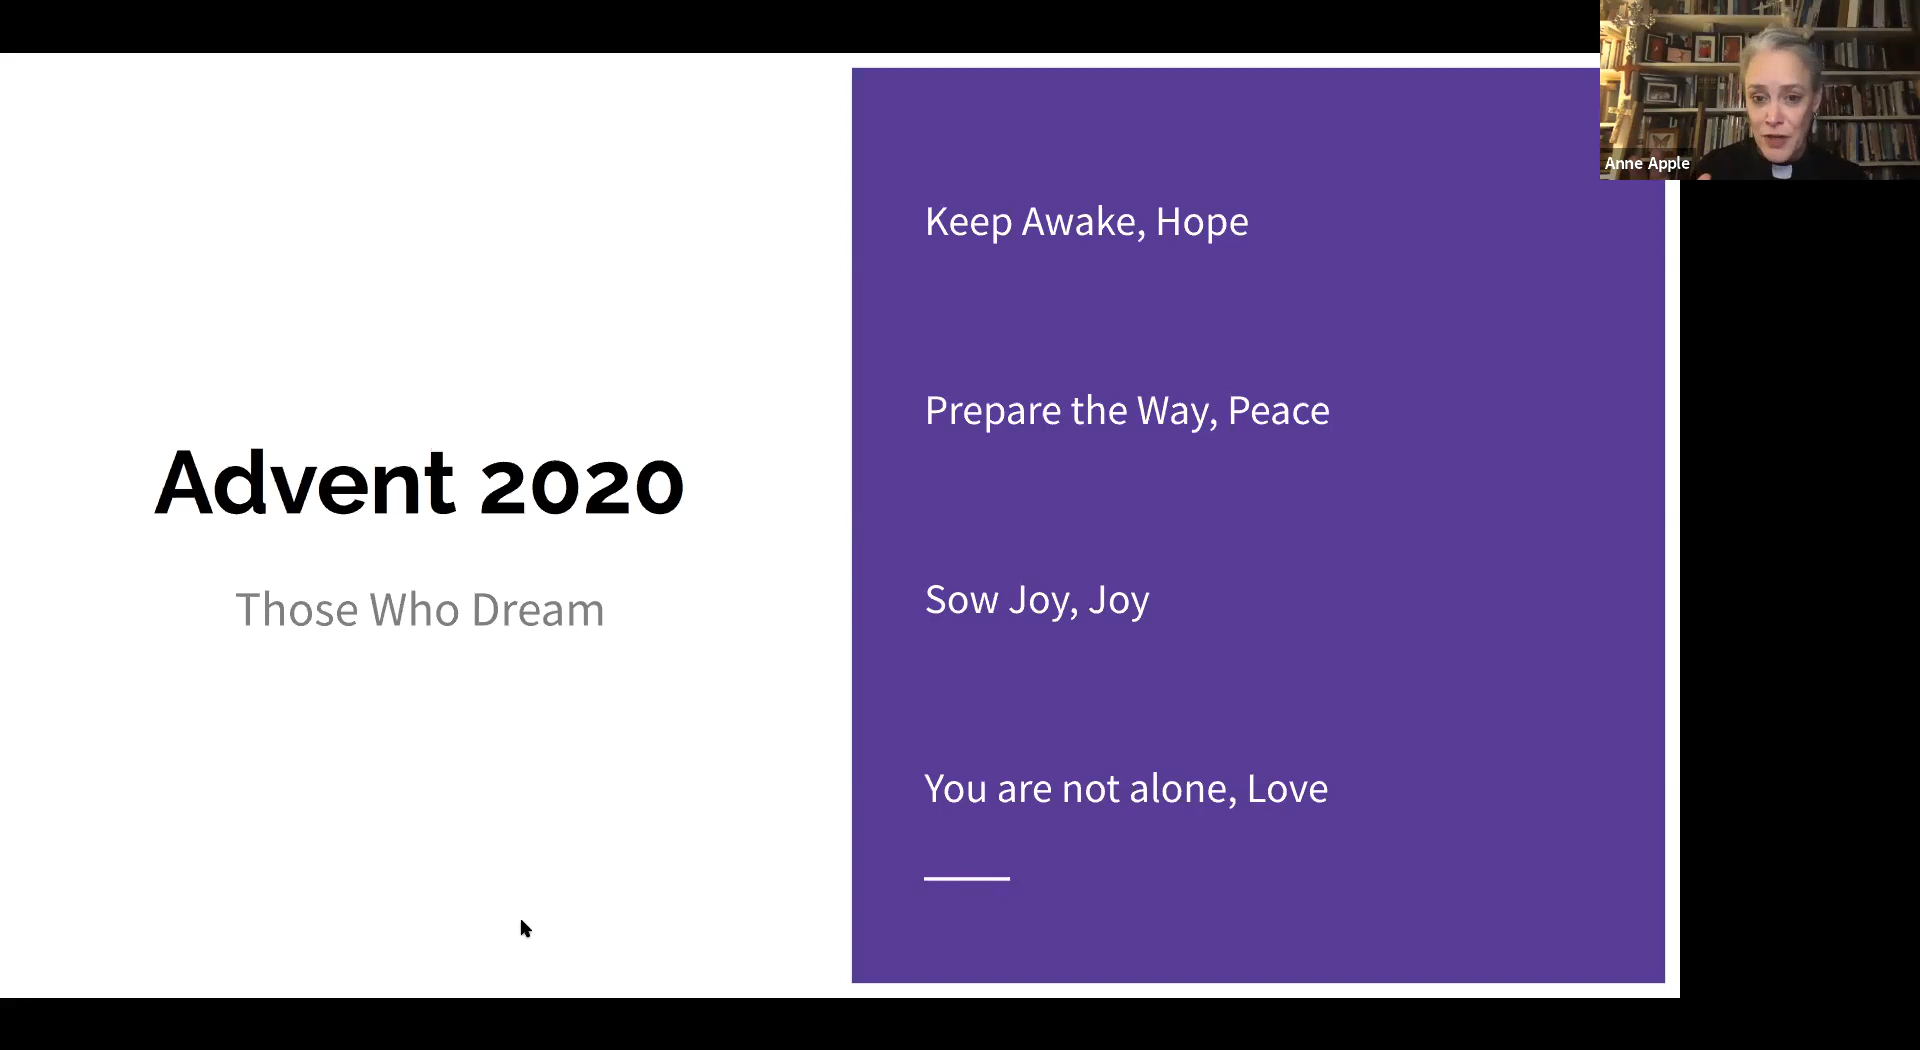 Advent 2020
Those Who Dream
Keep Awake, Hope
Prepare the Way, Peace
Sow Joy, Joy
You are not alone, Love
Anne Apple